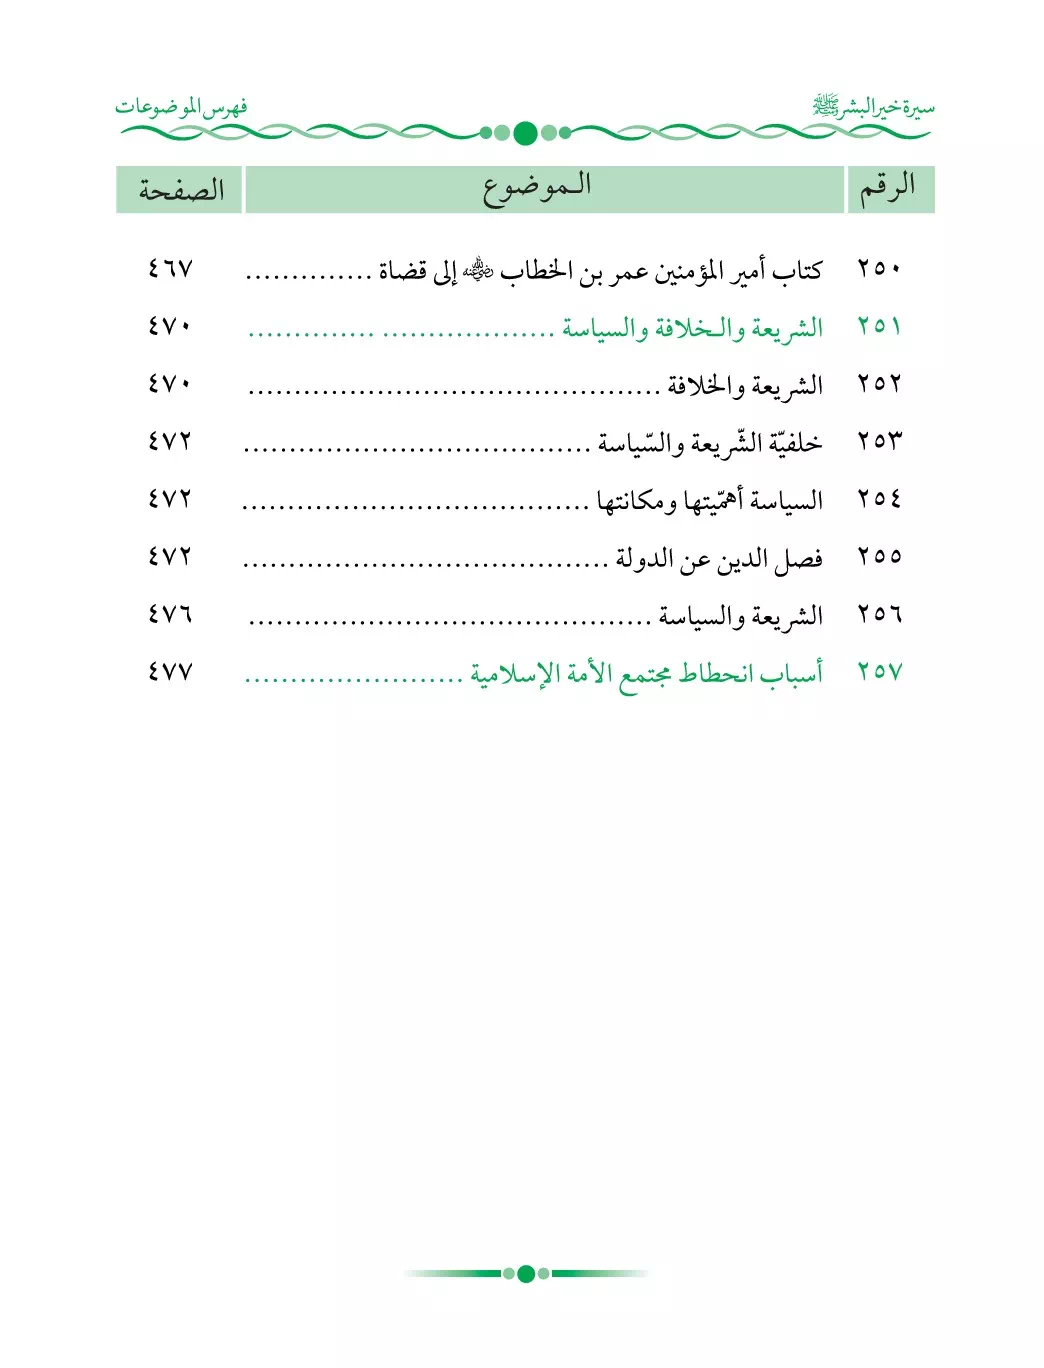 سيرة خير البشر ﷺ فهرس الموضوعات
الرقم الـموضوع الصفحة
٢٥٠ كتاب أمير المؤمنين عمر بن الخطاب رضي الله عنه إلى قضاة .............. ٤٦٧
٢٥١ الشريعة والـخلافة والسياسة ................... .............. ٤٧٠
٢٥٢ الشريعة والخلافة ............................................. ٤٧٠
٢٥٣ خلفيّة الشّريعة والسّياسة ...................................... ٤٧٢
٢٥٤ السياسة أهمّيتها ومكانتها ...................................... ٤٧٢
٢٥٥ فصل الدين عن الدولة ........................................ ٤٧٢
٢٥٦ الشريعة والسياسة ............................................ ٤٧٦
٢٥٧ أسباب انحطاط مجتمع الأمة الإسلامية ........................ ٤٧٧